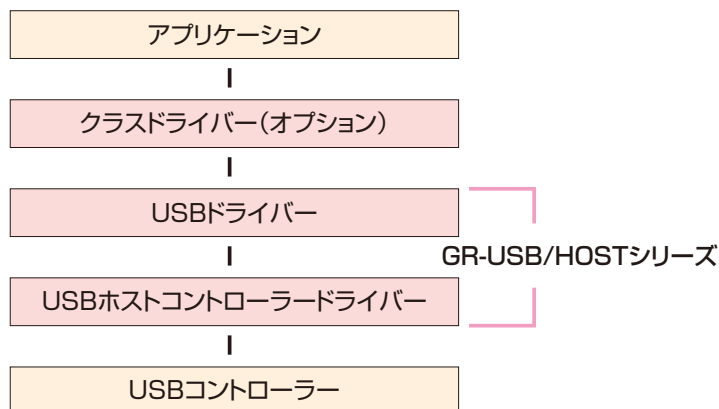 アプリケーション
クラスドライバー（オプション）
USBドライバー
GR-USB/HOSTシリーズ
USBホストコントローラードライバー
USBコントローラー